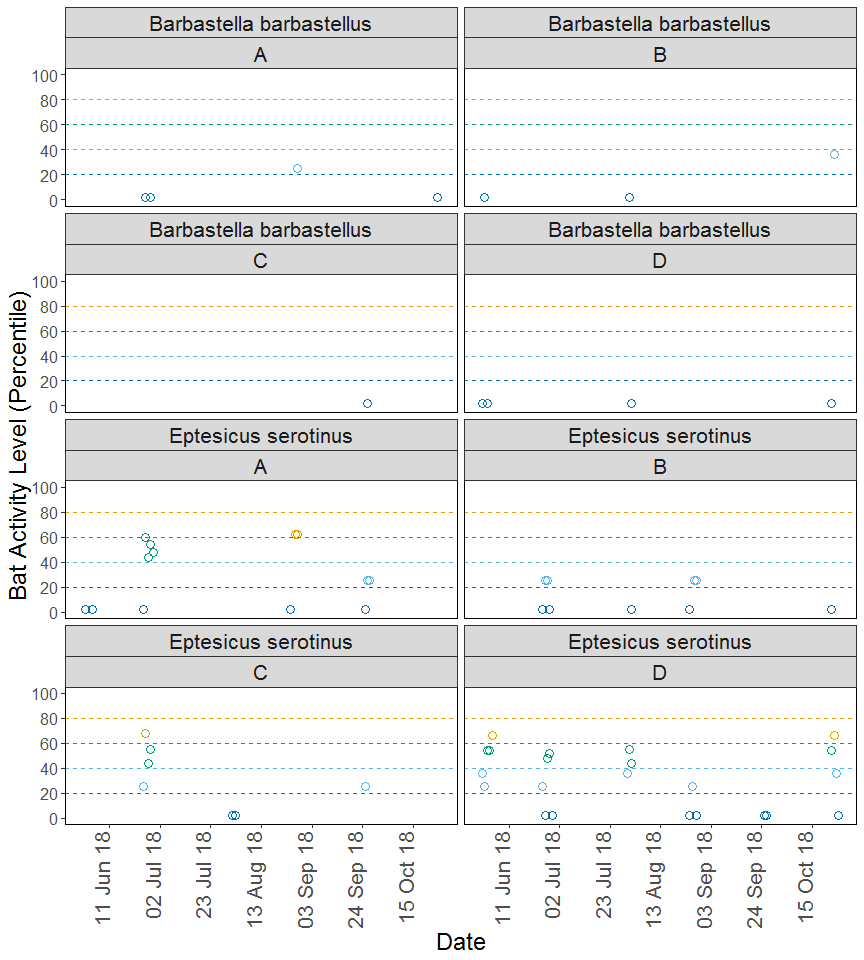 Barbastella barbastellus
Barbastella barbastellus
A
B
100
80
60
40
20
0
Barbastella barbastellus
Barbastella barbastellus
C
D
100
80
60
40
20
0
Eptesicus serotinus
Eptesicus serotinus
A
B
100
80
60
40
20
0
Eptesicus serotinus
Eptesicus serotinus
C
D
100
80
60
40
20
0
Bat Activity Level (Percentile)
11 Jun 18
02 Jul 18
23 Jul 18
13 Aug 18
03 Sep 18
24 Sep 18
15 Oct 18
11 Jun 18
02 Jul 18
23 Jul 18
13 Aug 18
03 Sep 18
24 Sep 18
15 Oct 18
Date